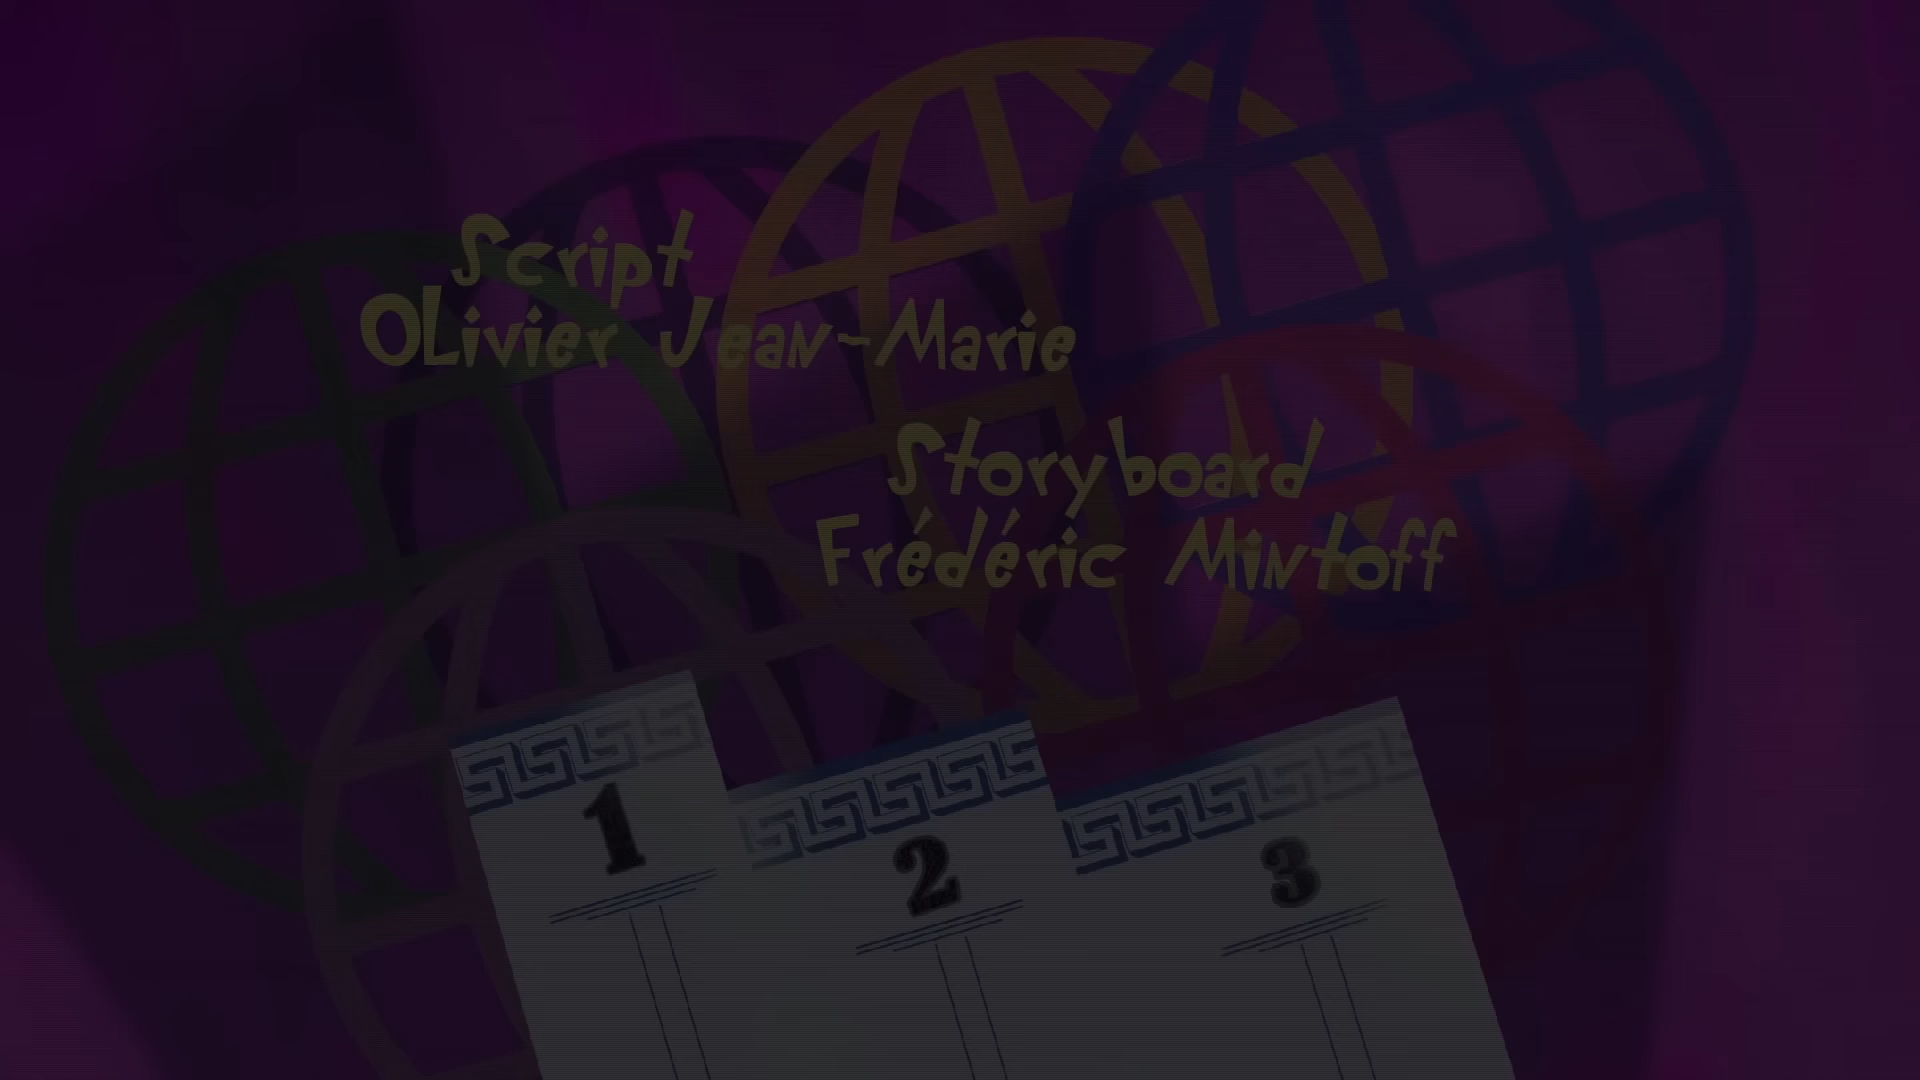 Script
OLivier Jean-Marie
Storyboard
Frédéric Mintoff
1
2
3